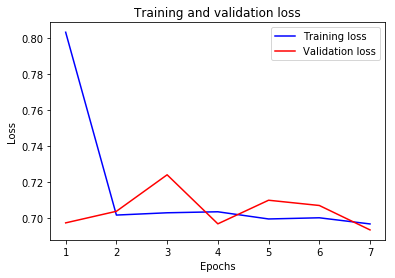 Training and validation loss
Training loss
Validation loss
0.80
0.78
0.76
0.74
0.72
0.70
Loss
1 2 3 4 5 6 7
Epochs